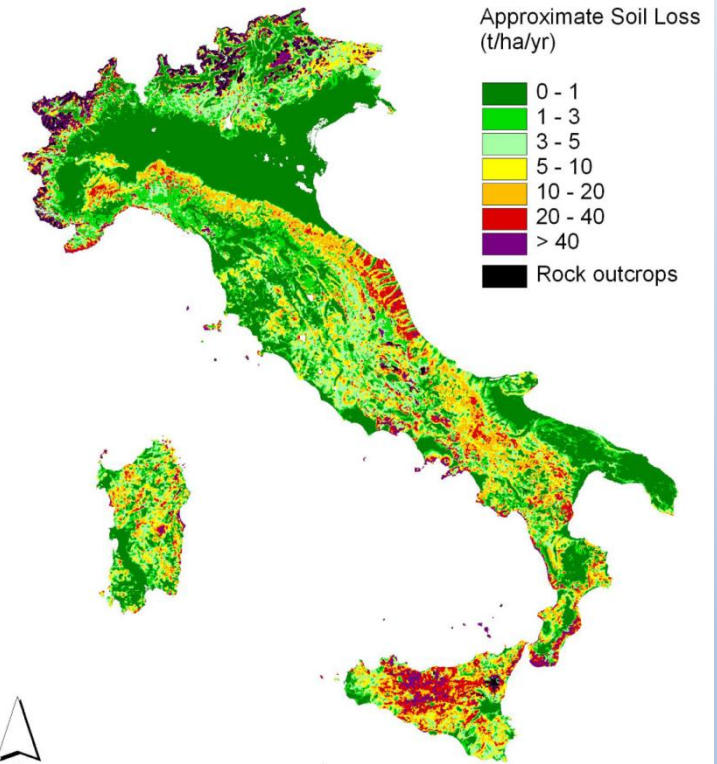 Approximate Soil Loss
(t/ha/yr)
0 - 1
1 - 3
3 - 5
5 - 10
10 - 20
20 - 40
> 40
Rock outcrops